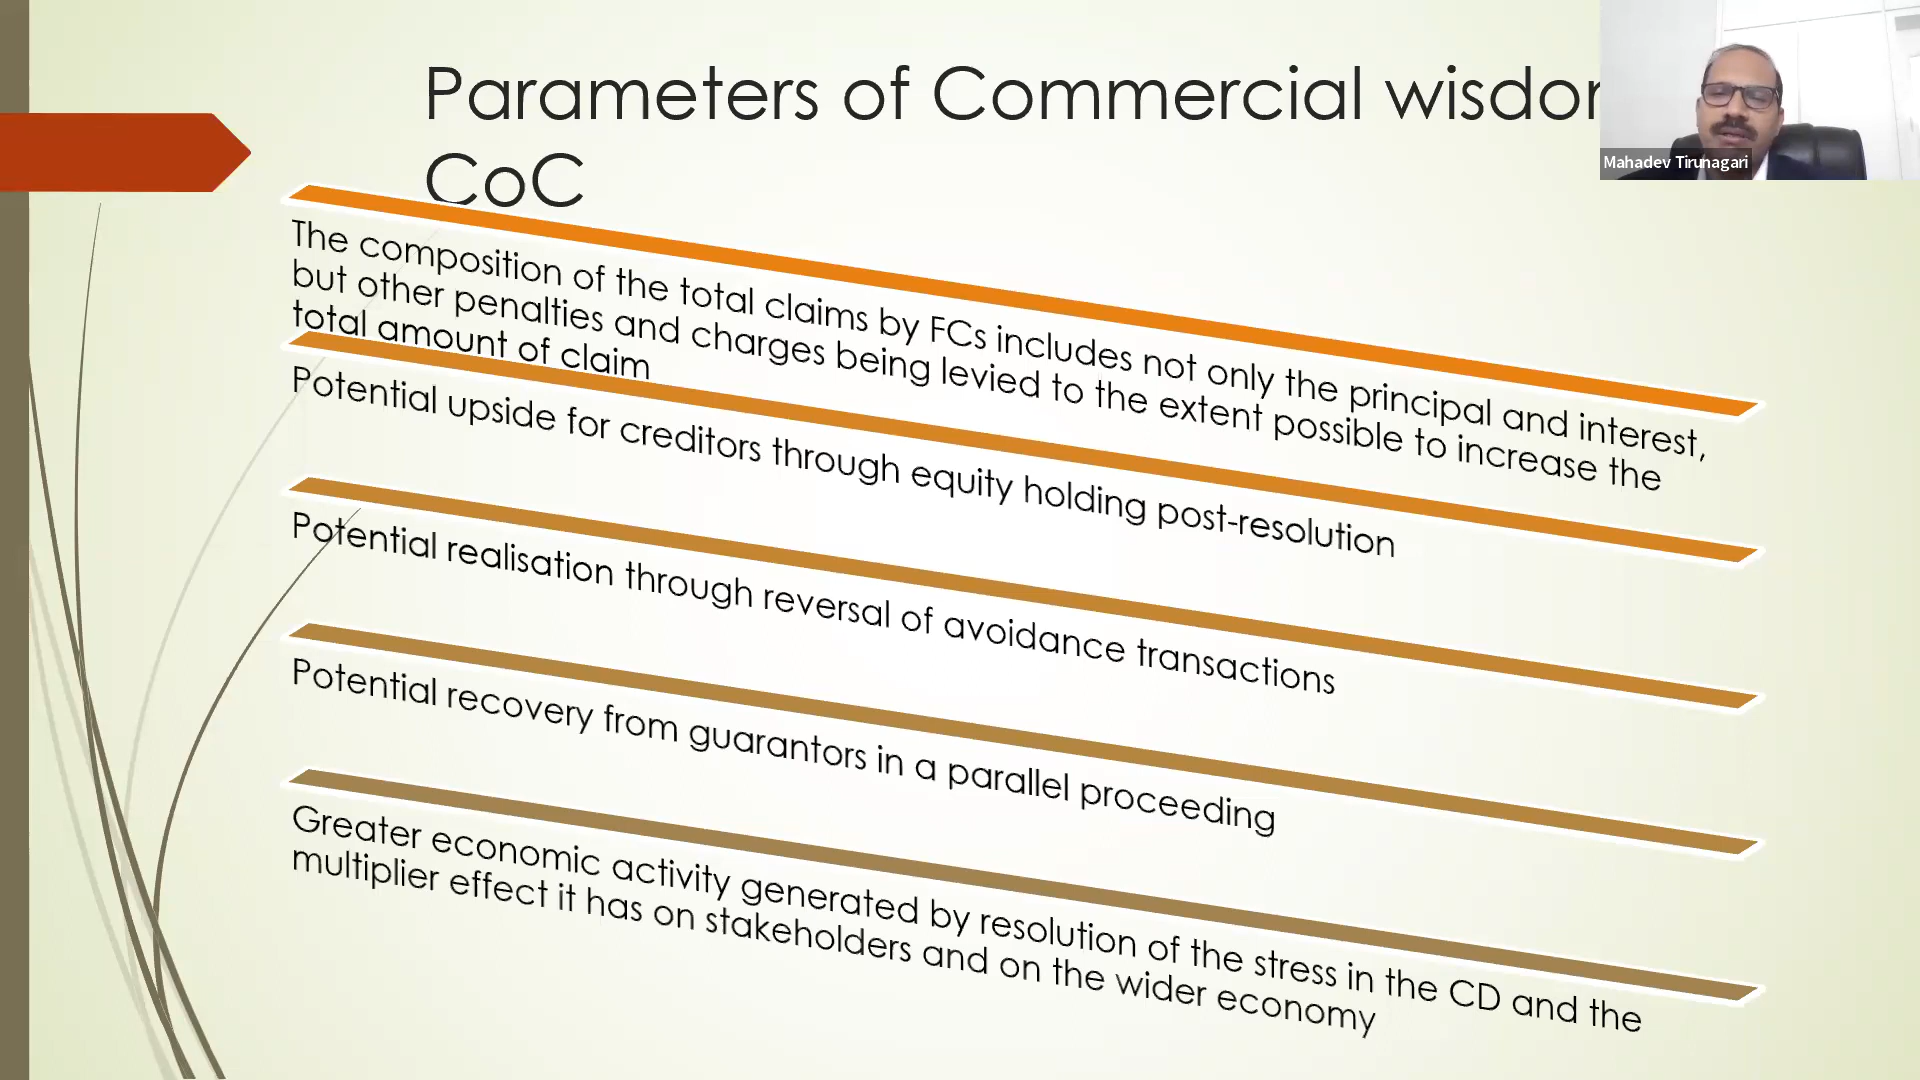 Parameters of Commercial
CoC
Mahadev Tirunagari
The composition of the total claims by FCs includes not only the principal and interest,
but other penalties and charges being levied to the extent possible to increase the
total amount of claim
Potential upside for creditors through equity holding post-resolution
Potential realisation through reversal of avoidance transactions
Potential recovery from guarantors in a parallel proceeding
Greater economic activity generated by resolution of the stress in the CD and the
multiplier effect it has on stakeholders and on the wider economy